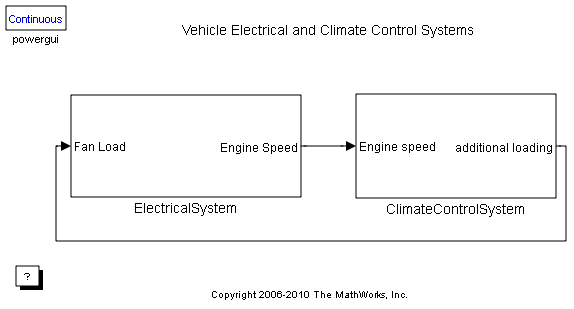 Continuous
powergui
Vehicle Electrical and Climate Control Systems
Fan Load
Engine Speed
Engine speed
additional loading
ElectricalSystem
ClimateControlSystem
?
Copyright 2006-2010 The MathWorks, Inc.